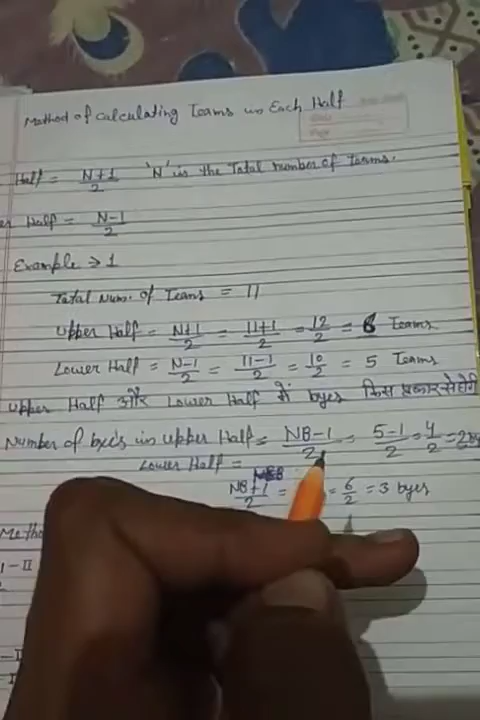 Method of Calculating Teams in Each Half
Half = N+1/2 'N' is the Total number of Teams.
er Half = N-1/2
Example → 1
Total Num. of Teams = 11
Upper Half = N+1/2 = 11+1/2 = 12/2 = 6 Teams
Lower Half = N-1/2 = 11-1/2 = 10/2 = 5 Teams
Upper Half और Lower Half में byes किस प्रकार से होगी
Number of bye's in upper Half = NB-1/2 = 5-1/2 = 4/2 = 2
Lower Half =
NB+1/2 = = 6/2 = 3 byes
Metho
1-II